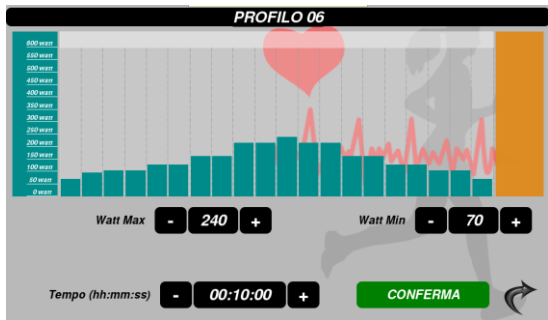 PROFILO 06
600 watt
550 watt
500 watt
450 watt
400 watt
350 watt
300 watt
250 watt
200 watt
150 watt
100 watt
50 watt
0 watt
Watt Max - 240 + Watt Min - 70 +
Tempo (hh:mm:ss) - 00:10:00 + CONFERMA